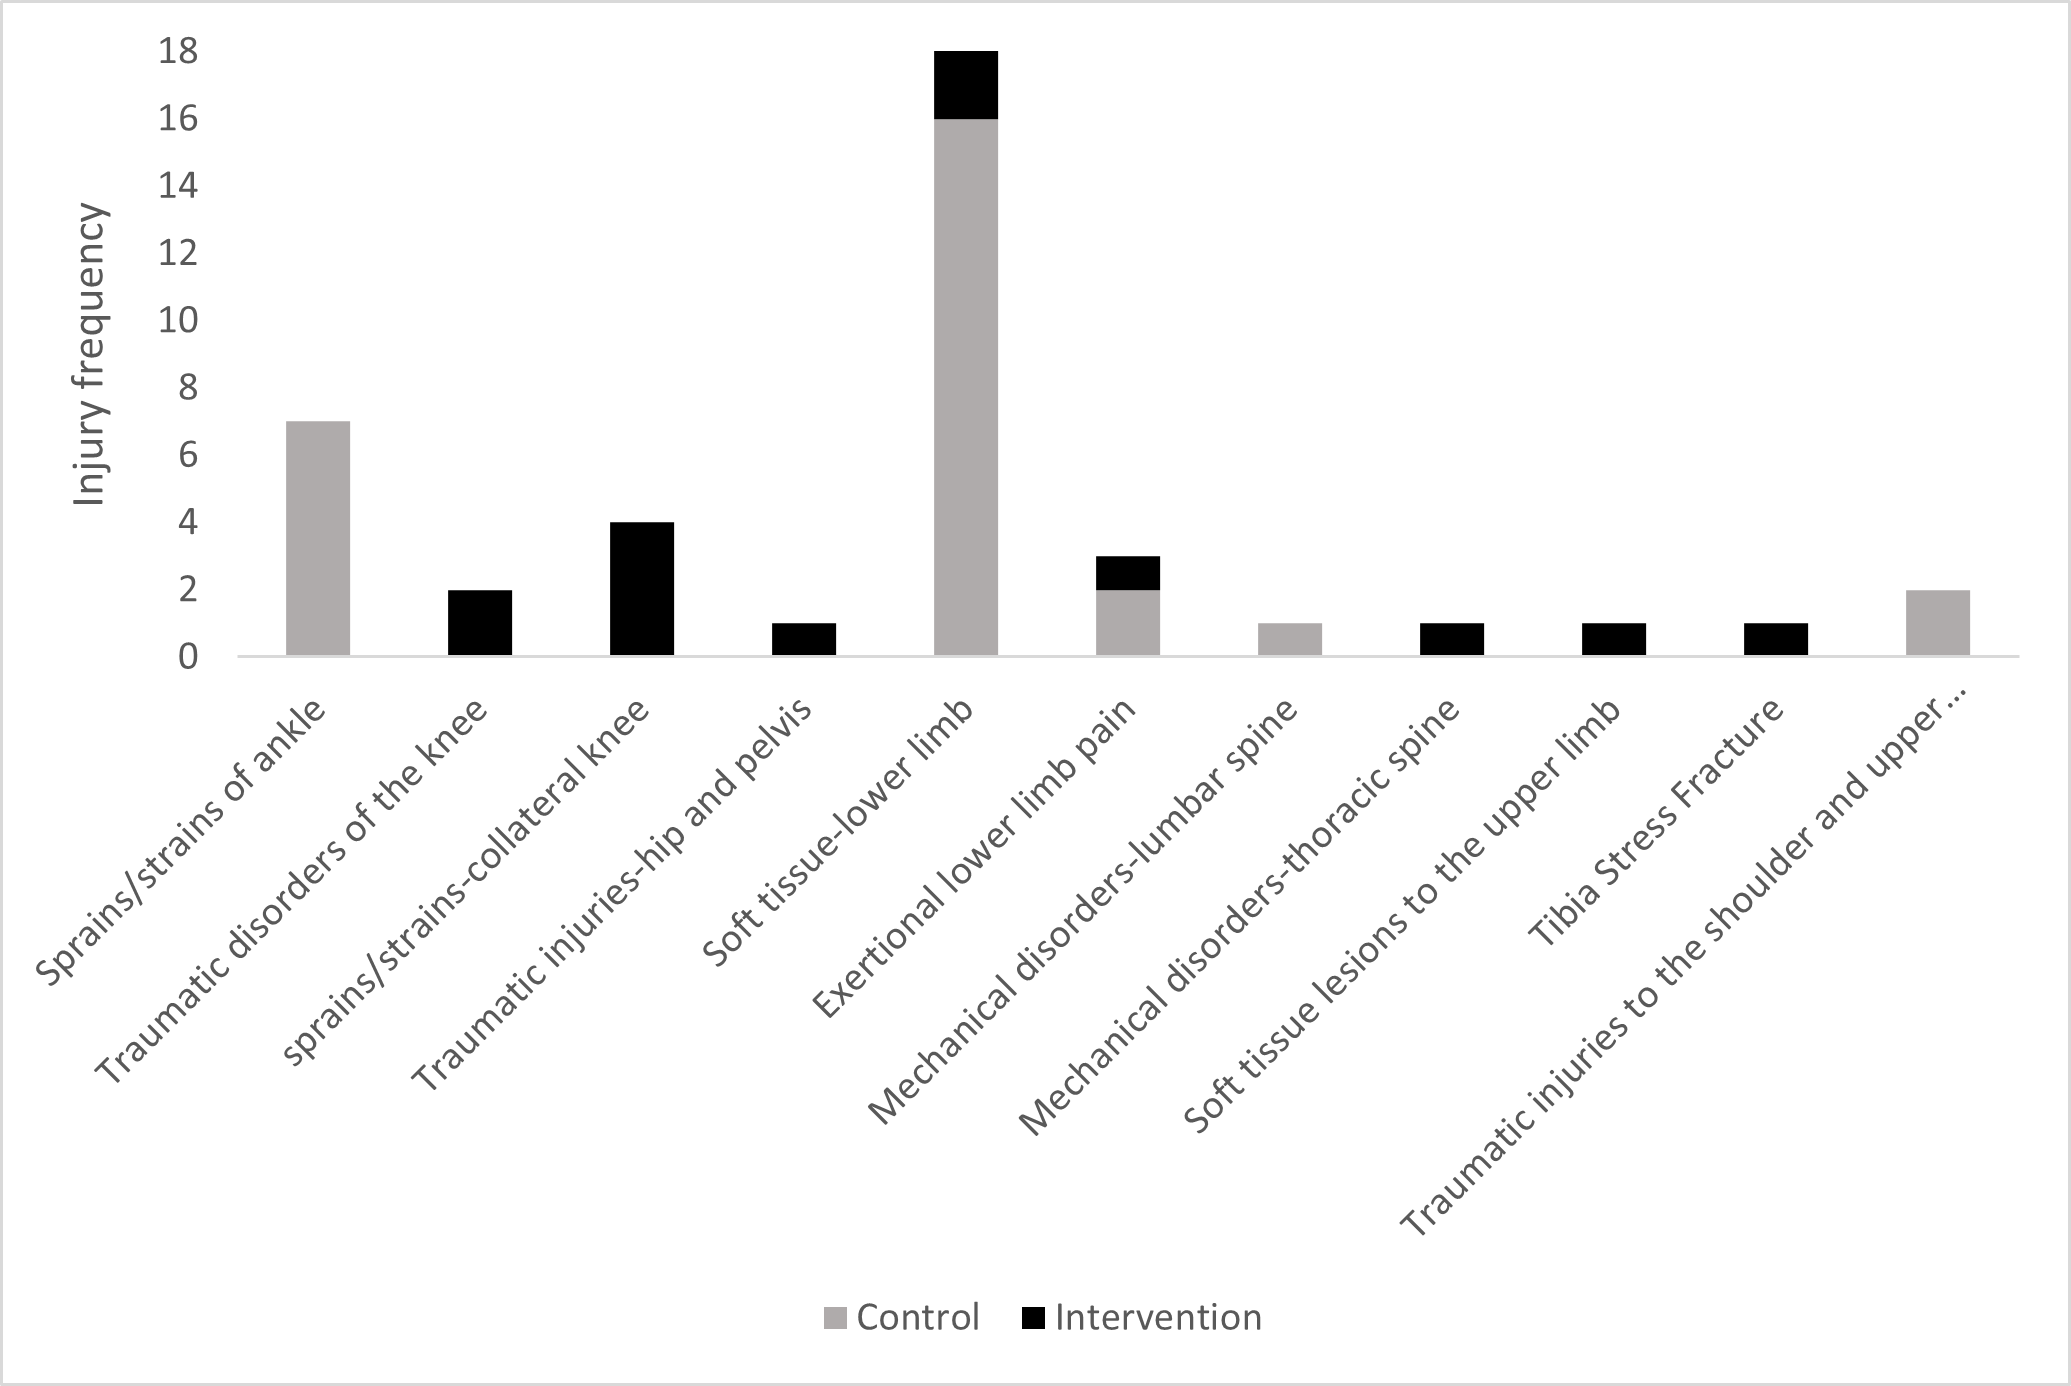 18
16
14
12
10
8
6
4
2
0
Injury frequency
Sprains/strains of ankle
Traumatic disorders of the knee
sprains/strains-collateral knee
Traumatic injuries-hip and pelvis
Soft tissue-lower limb
Exertional lower limb pain
Mechanical disorders-lumbar spine
Mechanical disorders-thoracic spine
Soft tissue lesions to the upper limb
Tibia Stress Fracture
Traumatic injuries to the shoulder and upper...
Control
Intervention